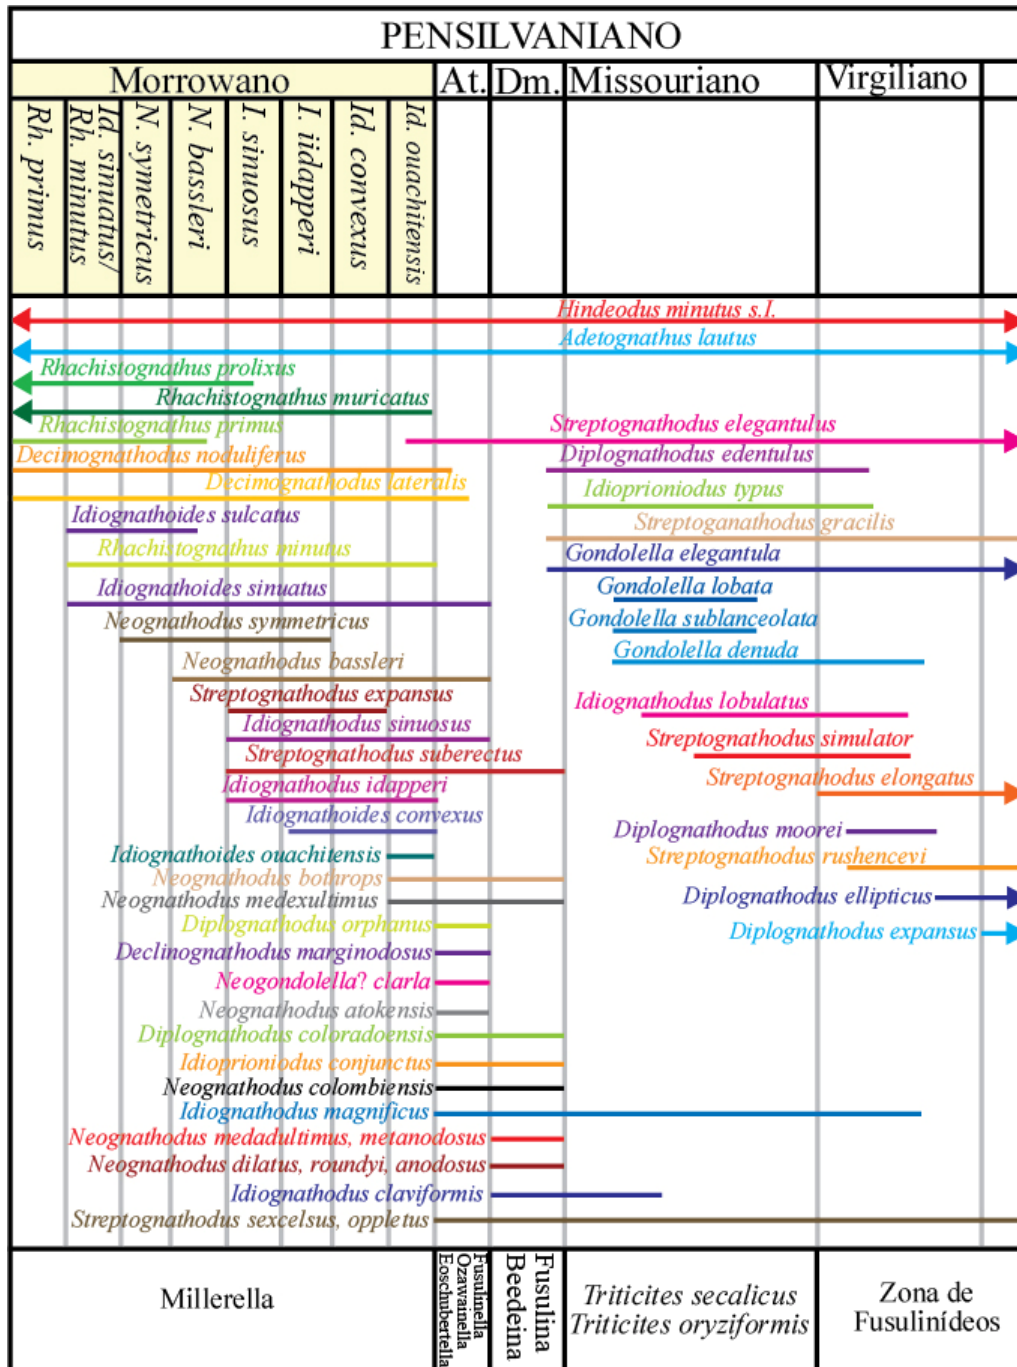 PENSILVANIANO
Morrowano At. Dm. Missouriano Virgiliano
Rh. primus
Id. sinuatus/
Rh. minutus
N. symetricus
N. bassleri
I. sinuosus
I. iidapperi
Id. convexus
Id. ouachitensis
Hindeodus minutus s.I.
Adetognathus lautus
Rhachistognathus prolixus
Rhachistognathus muricatus
Rhachistognathus primus
Streptognathodus elegantulus
Decimognathodus noduliferus
Diplognathodus edentulus
Decimognathodus lateralis
Idioprioniodus typus
Idiognathoides sulcatus
Streptoganathodus gracilis
Rhachistognathus minutus
Gondolella elegantula
Idiognathoides sinuatus
Gondolella lobata
Neognathodus symmetricus
Gondolella sublanceolata
Gondolella denuda
Neognathodus bassleri
Streptognathodus expansus
Idiognathodus lobulatus
Idiognathodus sinuosus
Streptognathodus simulator
Streptognathodus suberectus
Streptognathodus elongatus
Idiognathodus idapperi
Idiognathoides convexus
Diplognathodus moorei
Idiognathoides ouachitensis
Streptognathodus rushencevi
Neognathodus bothrops
Neognathodus medexultimus
Diplognathodus ellipticus
Diplognathodus orphanus
Diplognathodus expansus
Declinognathodus marginodosus
Neogondolella? clarla
Neognathodus atokensis
Diplognathodus coloradoensis
Idioprioniodus conjunctus
Neognathodus colombiensis
Idiognathodus magnificus
Neognathodus medadultimus, metanodosus
Neognathodus dilatus, roundyi, anodosus
Idiognathodus claviformis
Streptognathodus sexcelsus, oppletus
Millerella
Fusulinella
Ozawainella
Eoschubertella
Fusulina
Beedeina
Triticites secalicus
Triticites oryziformis
Zona de
Fusulinídeos